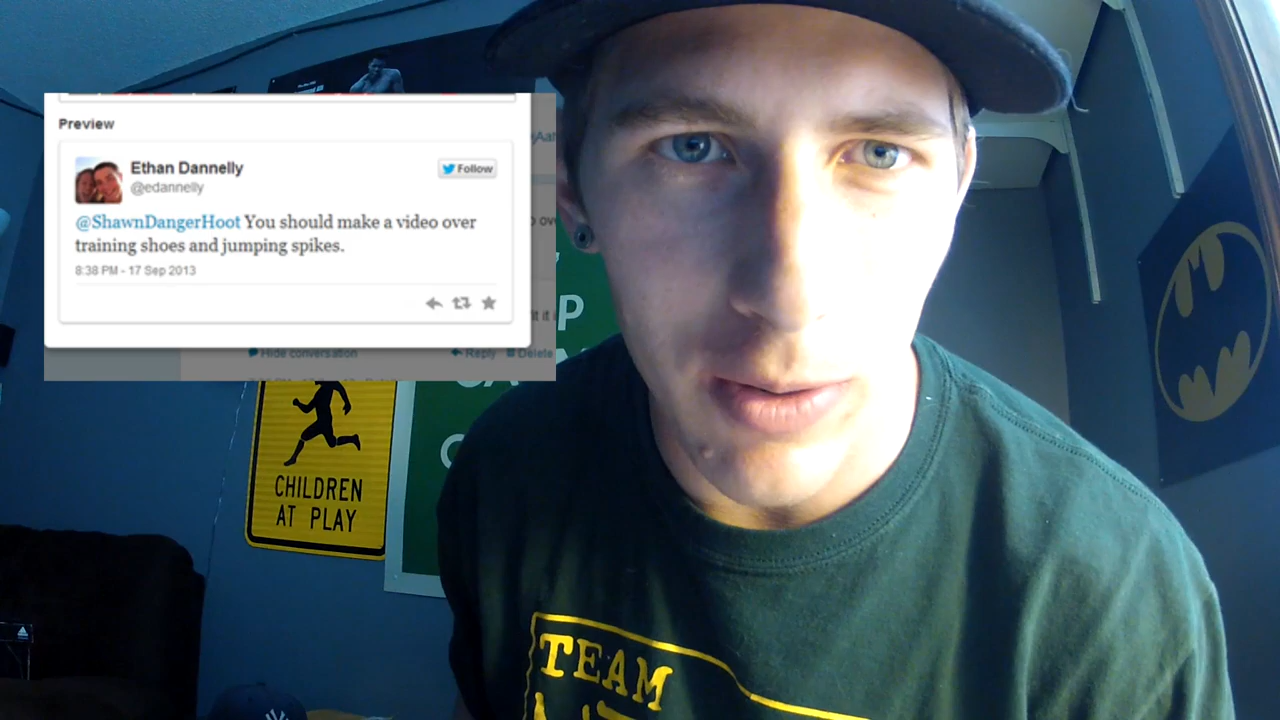 Preview
Ethan Dannelly
@edannelly
Follow
@ShawnDangerHoot You should make a video over
training shoes and jumping spikes.
8:38 PM - 17 Sep 2013
Hide conversation
Reply
Delete
P
CHILDREN
AT PLAY
TEAM